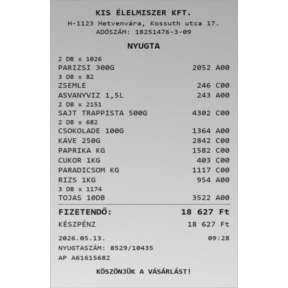 KIS ÉLELMISZER KFT.
H-1123 Hetvenvára, Kossuth utca 17.
ADÓSZÁM: 18251476-3-09
NYUGTA
2 DB x 1026
PARIZSI 300G 2052 A00
3 DB x 82
ZSEMLE 246 C00
ASVANYVIZ 1,5L 243 A00
2 DB x 2151
SAJT TRAPPISTA 500G 4302 C00
2 DB x 682
CSOKOLADE 100G 1364 A00
KAVE 250G 2842 C00
PAPRIKA KG 1582 C00
CUKOR 1KG 403 C00
PARADICSOM KG 1117 C00
RIZS 1KG 954 A00
3 DB x 1174
TOJAS 10DB 3522 A00
FIZETENDŐ: 18 627 Ft
KÉSZPÉNZ 18 627 Ft
2026.05.13. 09:28
NYUGTASZÁM: 8529/10435
AP A61615682
KÖSZÖNJÜK A VÁSÁRLÁST!